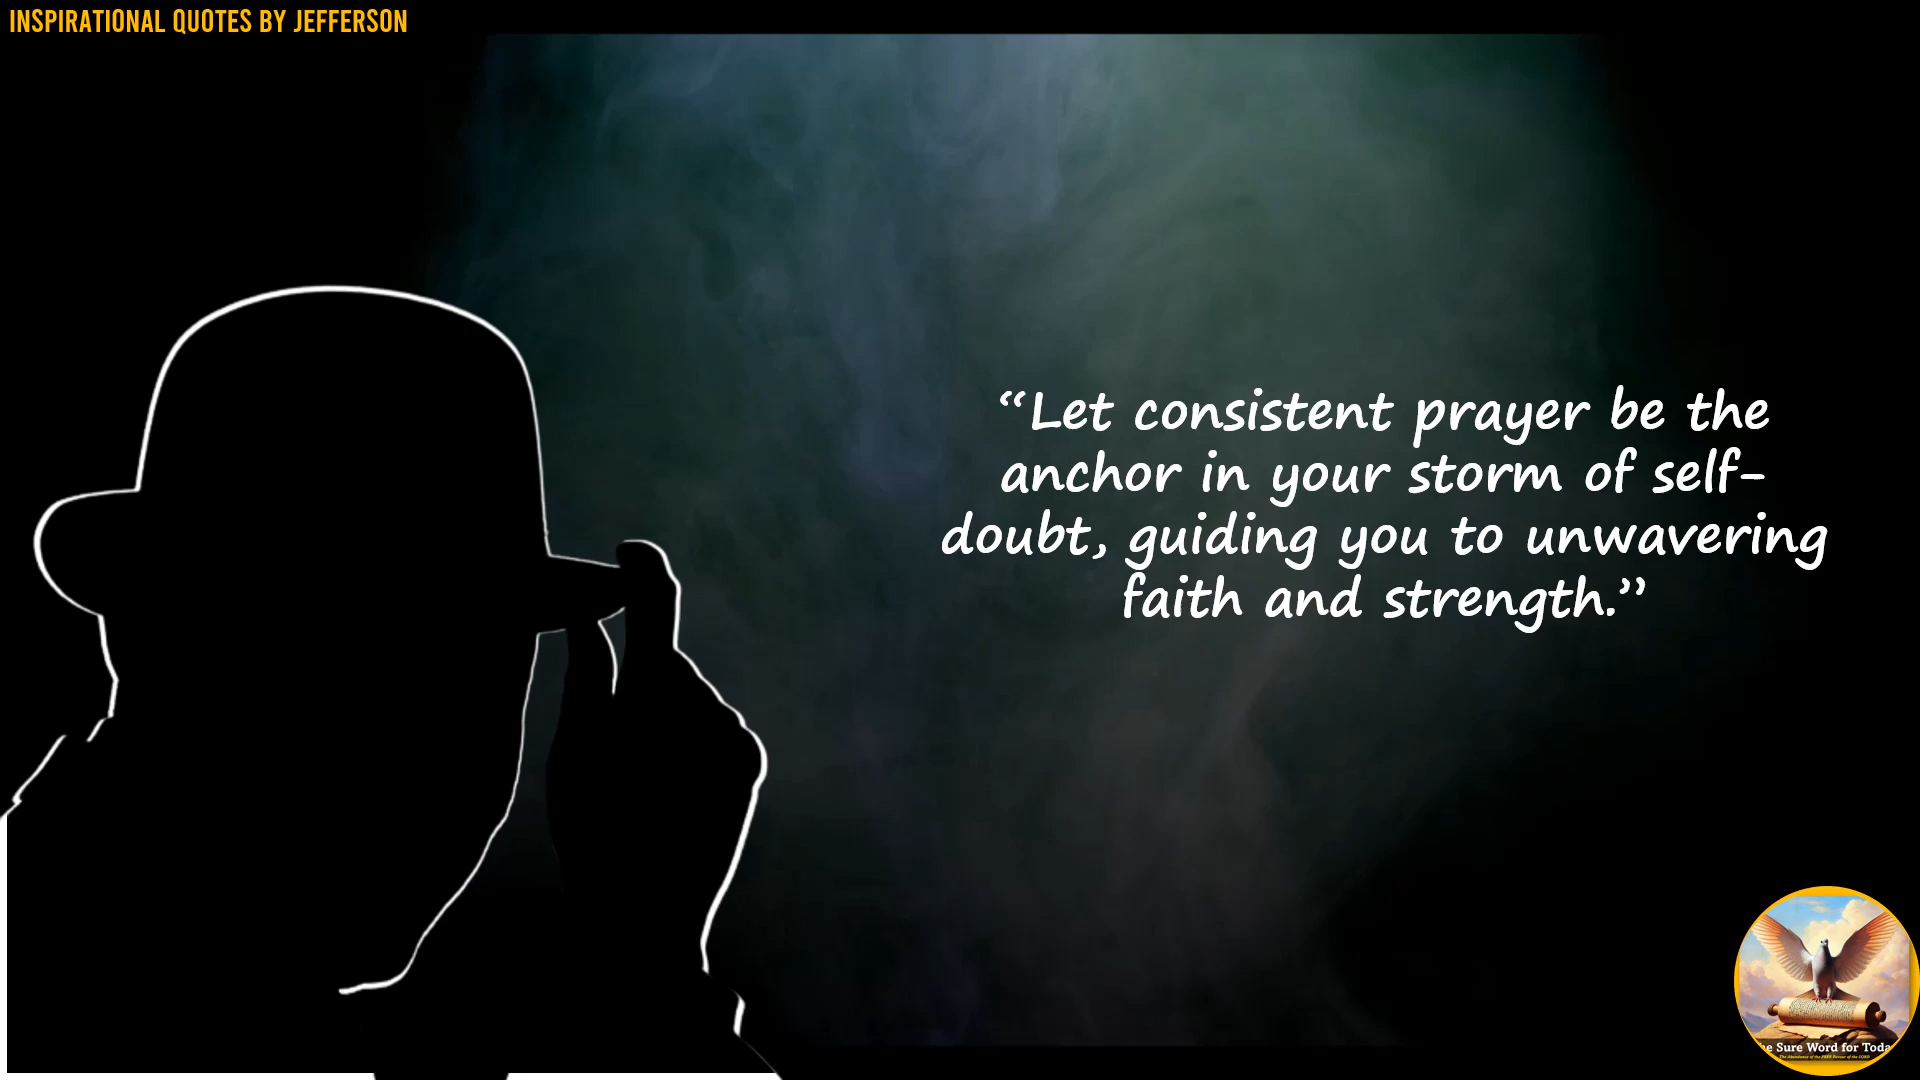 INSPIRATIONAL QUOTES BY JEFFERSON
“Let consistent prayer be the
anchor in your storm of self-
doubt, guiding you to unwavering
faith and strength.”
Sure Word for